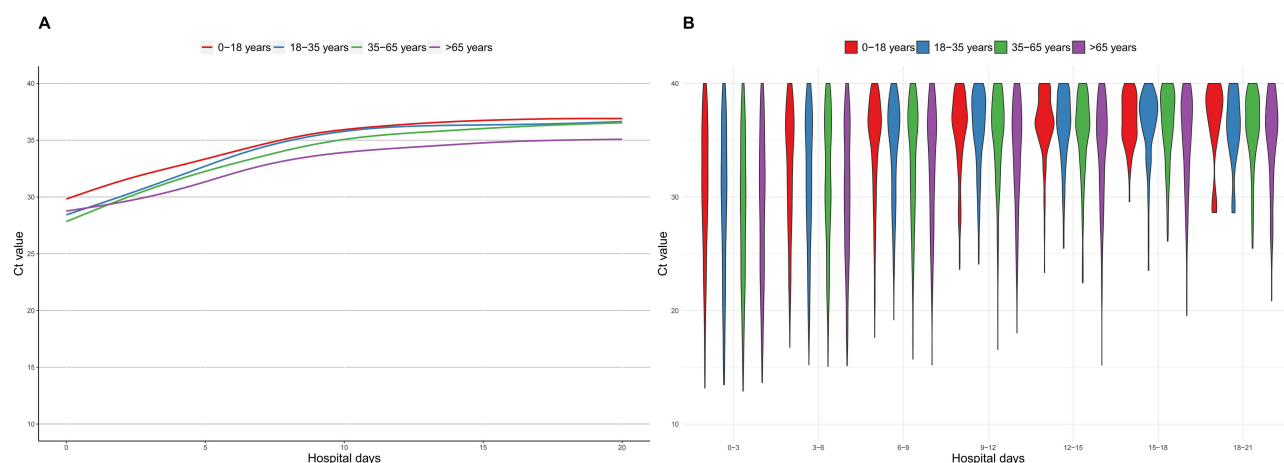 A
0−18 years 18−35 years 35−65 years >65 years
Ct value
40
35
30
25
20
15
10
0 5 10 15 20
Hospital days
B
0−18 years 18−35 years 35−65 years >65 years
Ct value
40
30
20
10
0−3 3−6 6−9 9−12 12−15 15−18 18−21
Hospital days